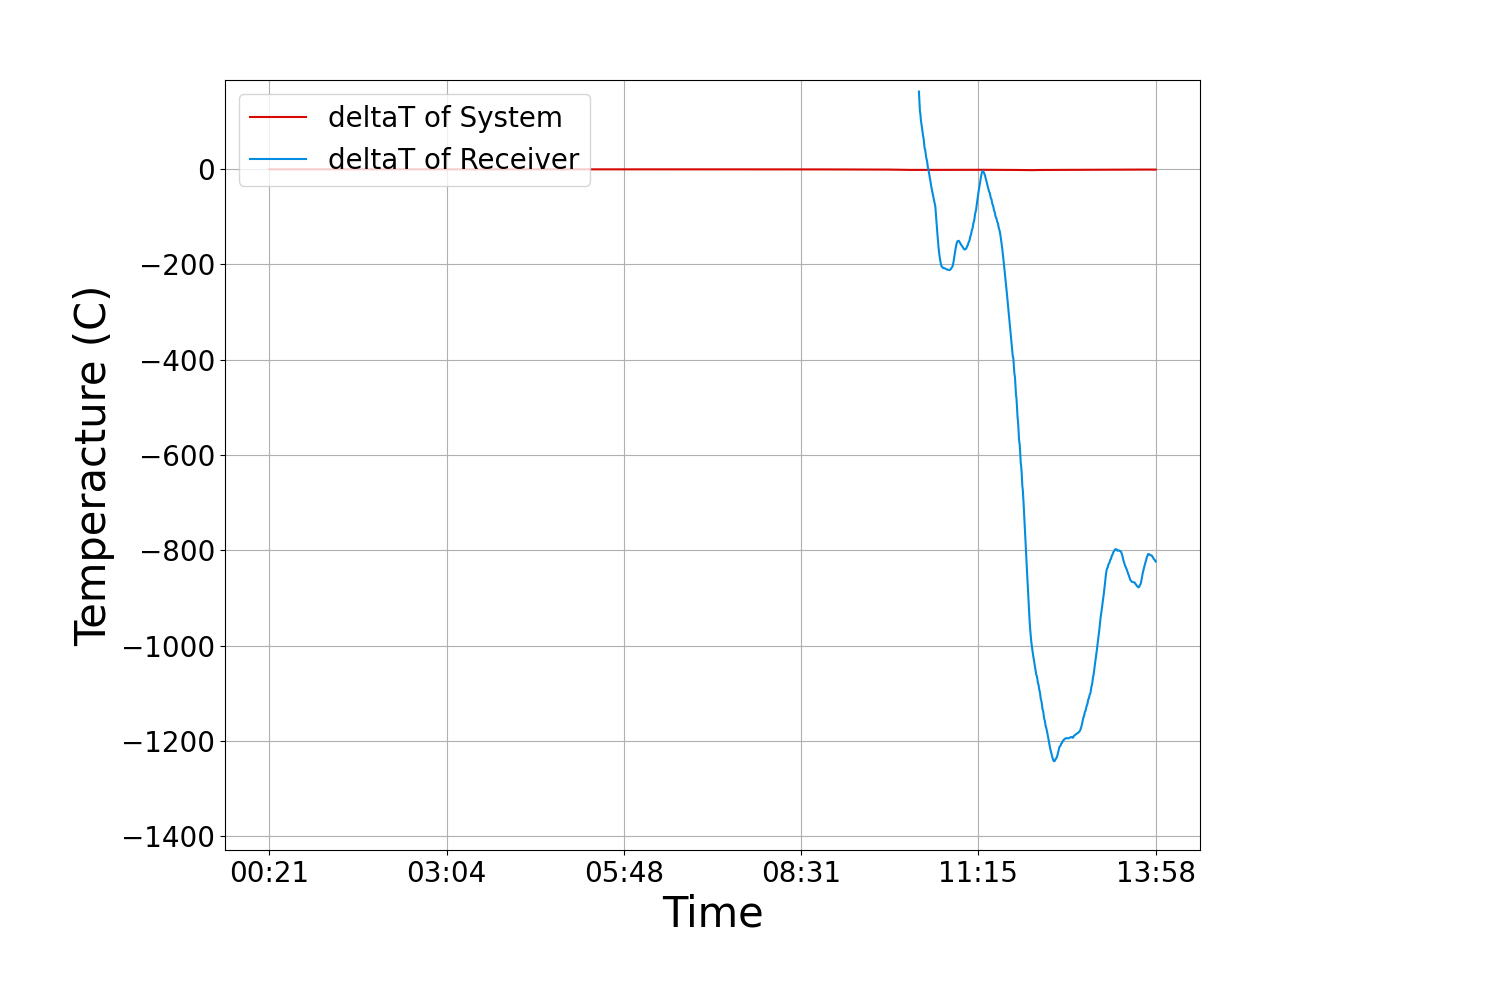 deltaT of System
deltaT of Receiver
0
−200
−400
−600
−800
−1000
−1200
−1400
Temperacture (C)
00:21 03:04 05:48 08:31 11:15 13:58
Time